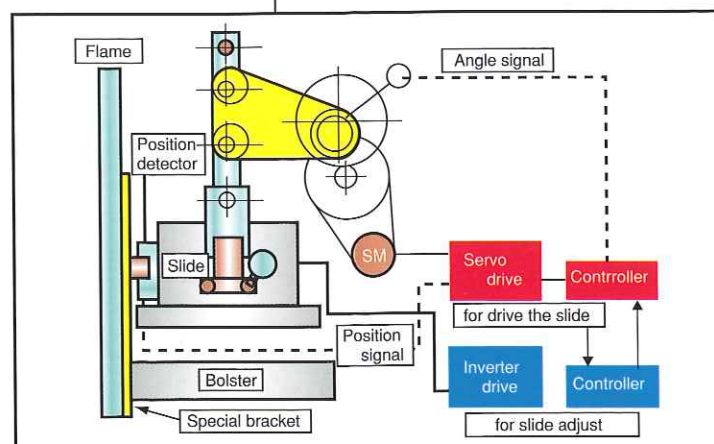 Flame
Angle signal
Position
detector
Slide
SM
Servo
drive
Contrroller
for drive the slide
Position
signal
Inverter
drive
Controller
Bolster
Special bracket
for slide adjust